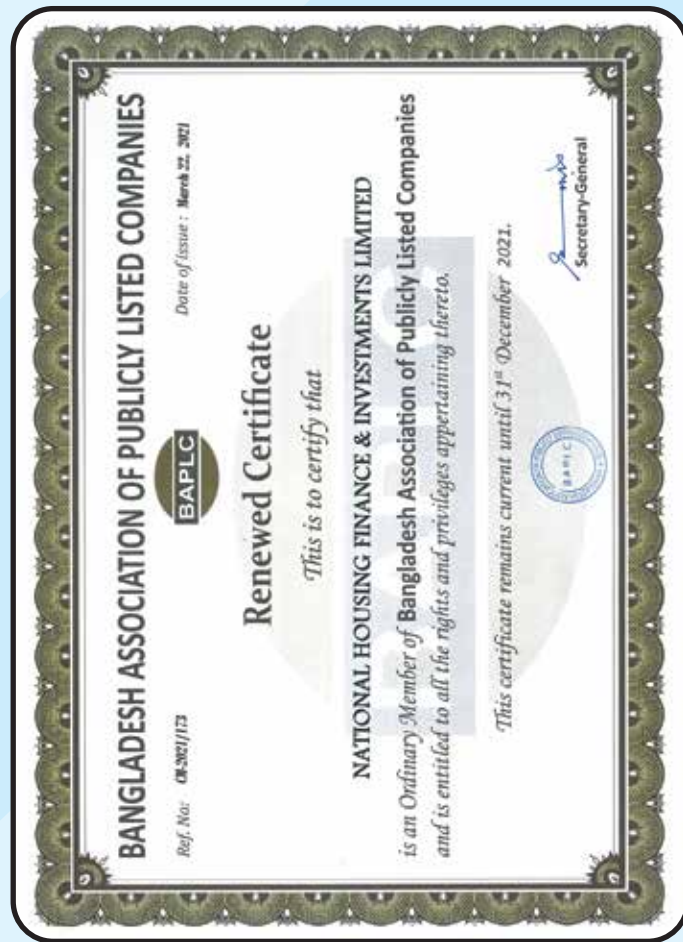 BANGLADESH ASSOCIATION OF PUBLICLY LISTED COMPANIES
Ref. No: CM-2021/173
Date of issue : March 22, 2021
BAPLC
Renewed Certificate
This is to certify that
NATIONAL HOUSING FINANCE & INVESTMENTS LIMITED
is an Ordinary Member of Bangladesh Association of Publicly Listed Companies
and is entitled to all the rights and privileges appertaining thereto.
This certificate remains current until 31st December 2021.
BAPLC
Secretary-General